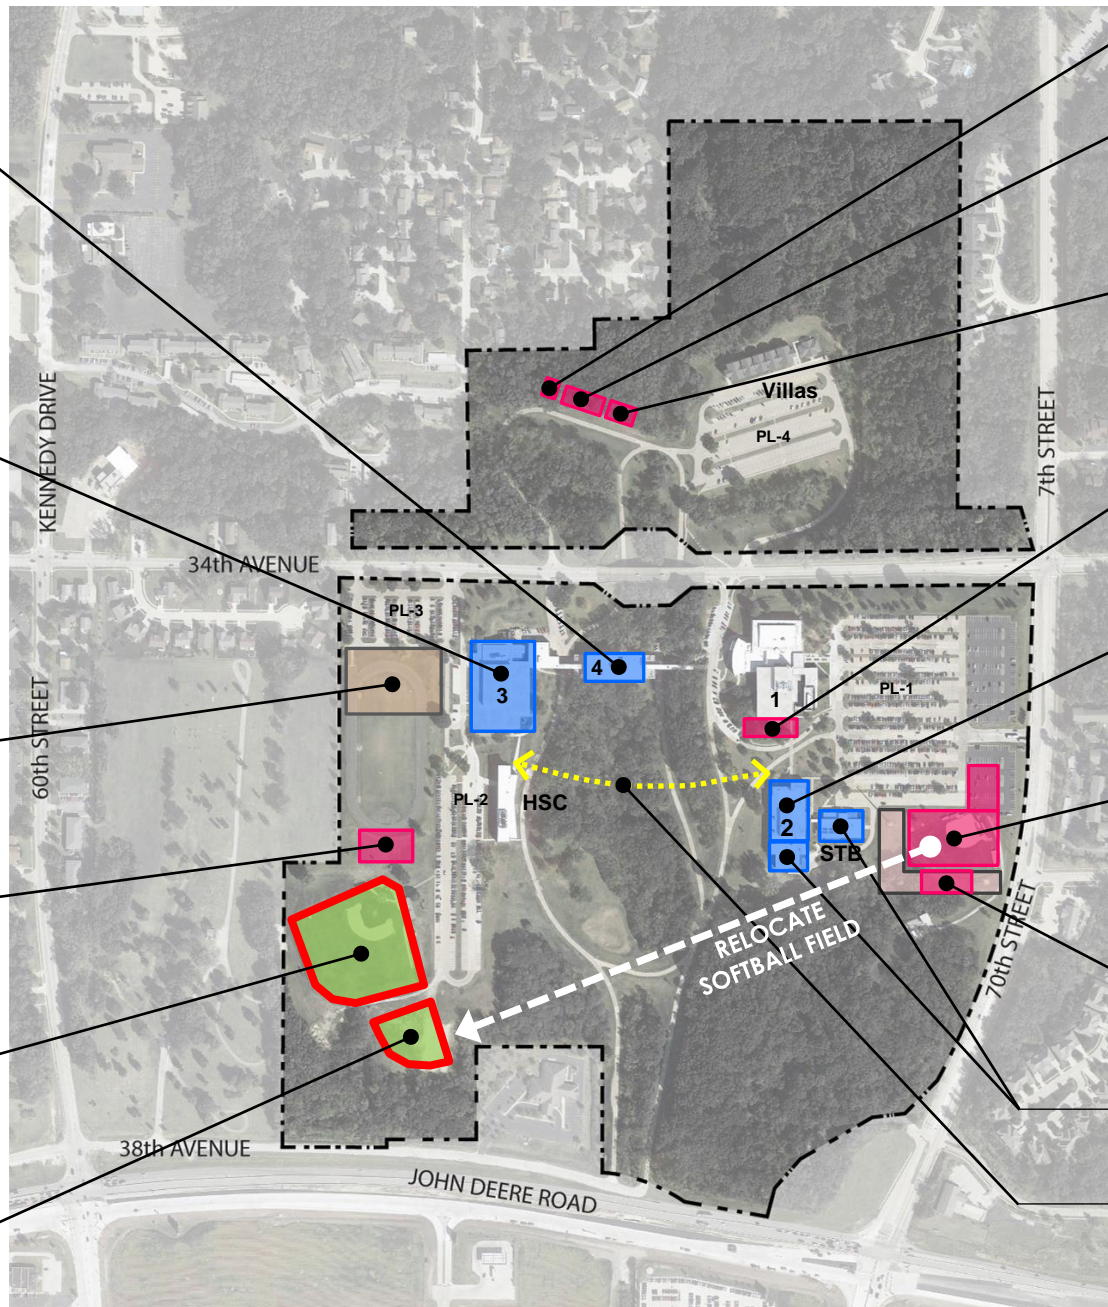 Villas
PL-4
KENNEDY DRIVE
7th STREET
34th AVENUE
PL-3
4
3
1
PL-1
60th STREET
PL-2
HSC
2
STB
RELOCATE
SOFTBALL FIELD
70th STREET
38th AVENUE
JOHN DEERE ROAD